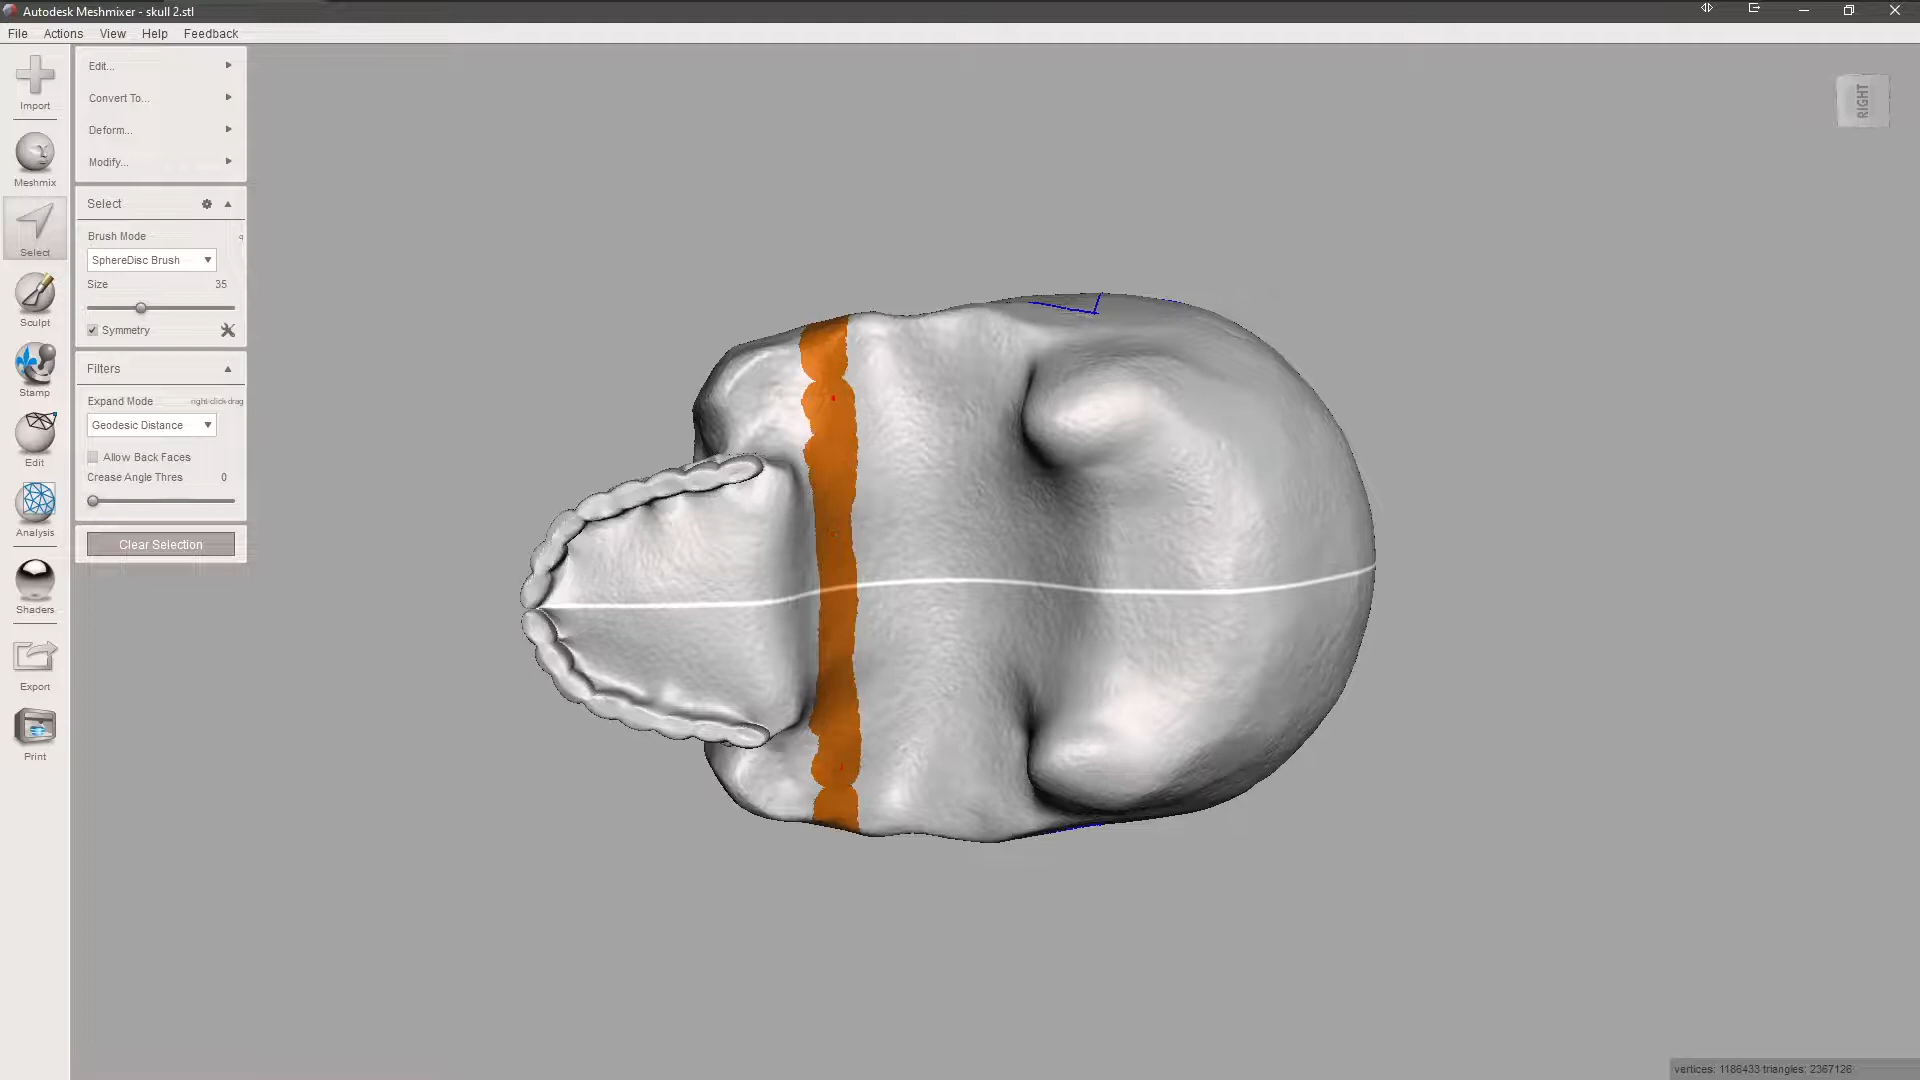 Autodesk Meshmixer - skull 2.stl
File Actions View Help Feedback
Import
Meshmix
Select
Sculpt
Stamp
Edit
Analysis
Shaders
Export
Print
Edit...
Convert To...
Deform...
Modify...
Select
Brush Mode q
SphereDisc Brush
Size 35
Symmetry
Filters
Expand Mode right-click-drag
Geodesic Distance
Allow Back Faces
Crease Angle Thres 0
Clear Selection
RIGHT
vertices: 1186433 triangles: 2367126